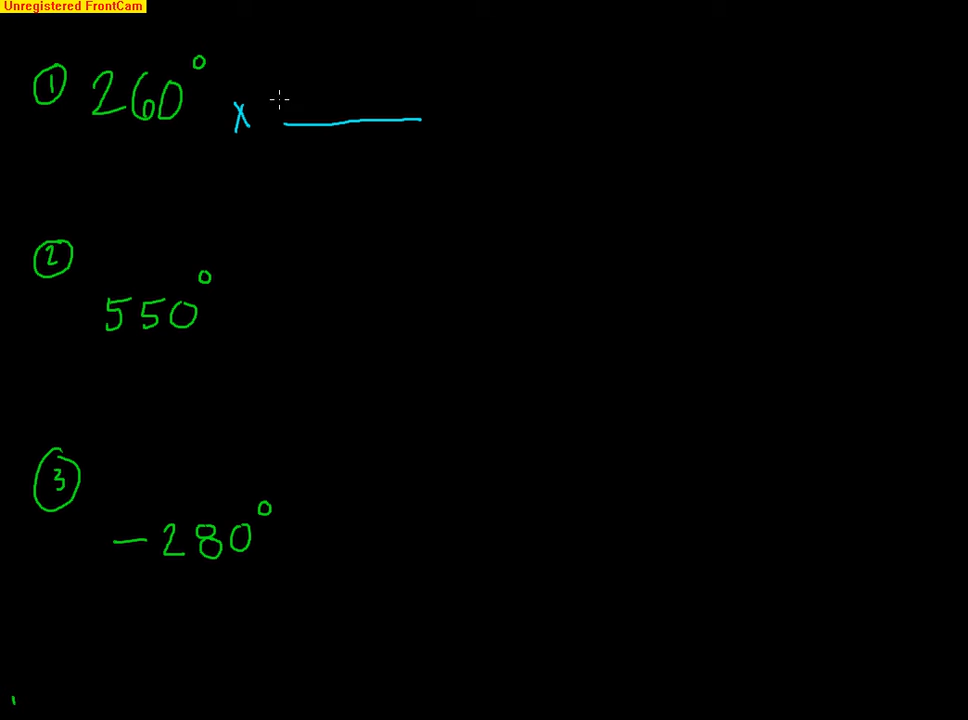 Unregistered FrontCam
① 260° x
②
550°
③
-280°